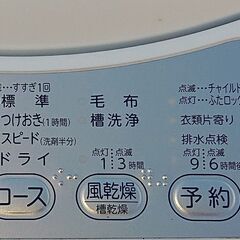 …すすぎ1回
標準
つけおき(1時間)
スピード(洗剤半分)
ドライ
コース
毛布
槽洗浄
点灯 点滅
1・3時間
風乾燥
槽乾燥
点滅…チャイルド
点灯…ふたロック
衣類片寄り
排水点検
点灯 点滅
9・6時間後
予約